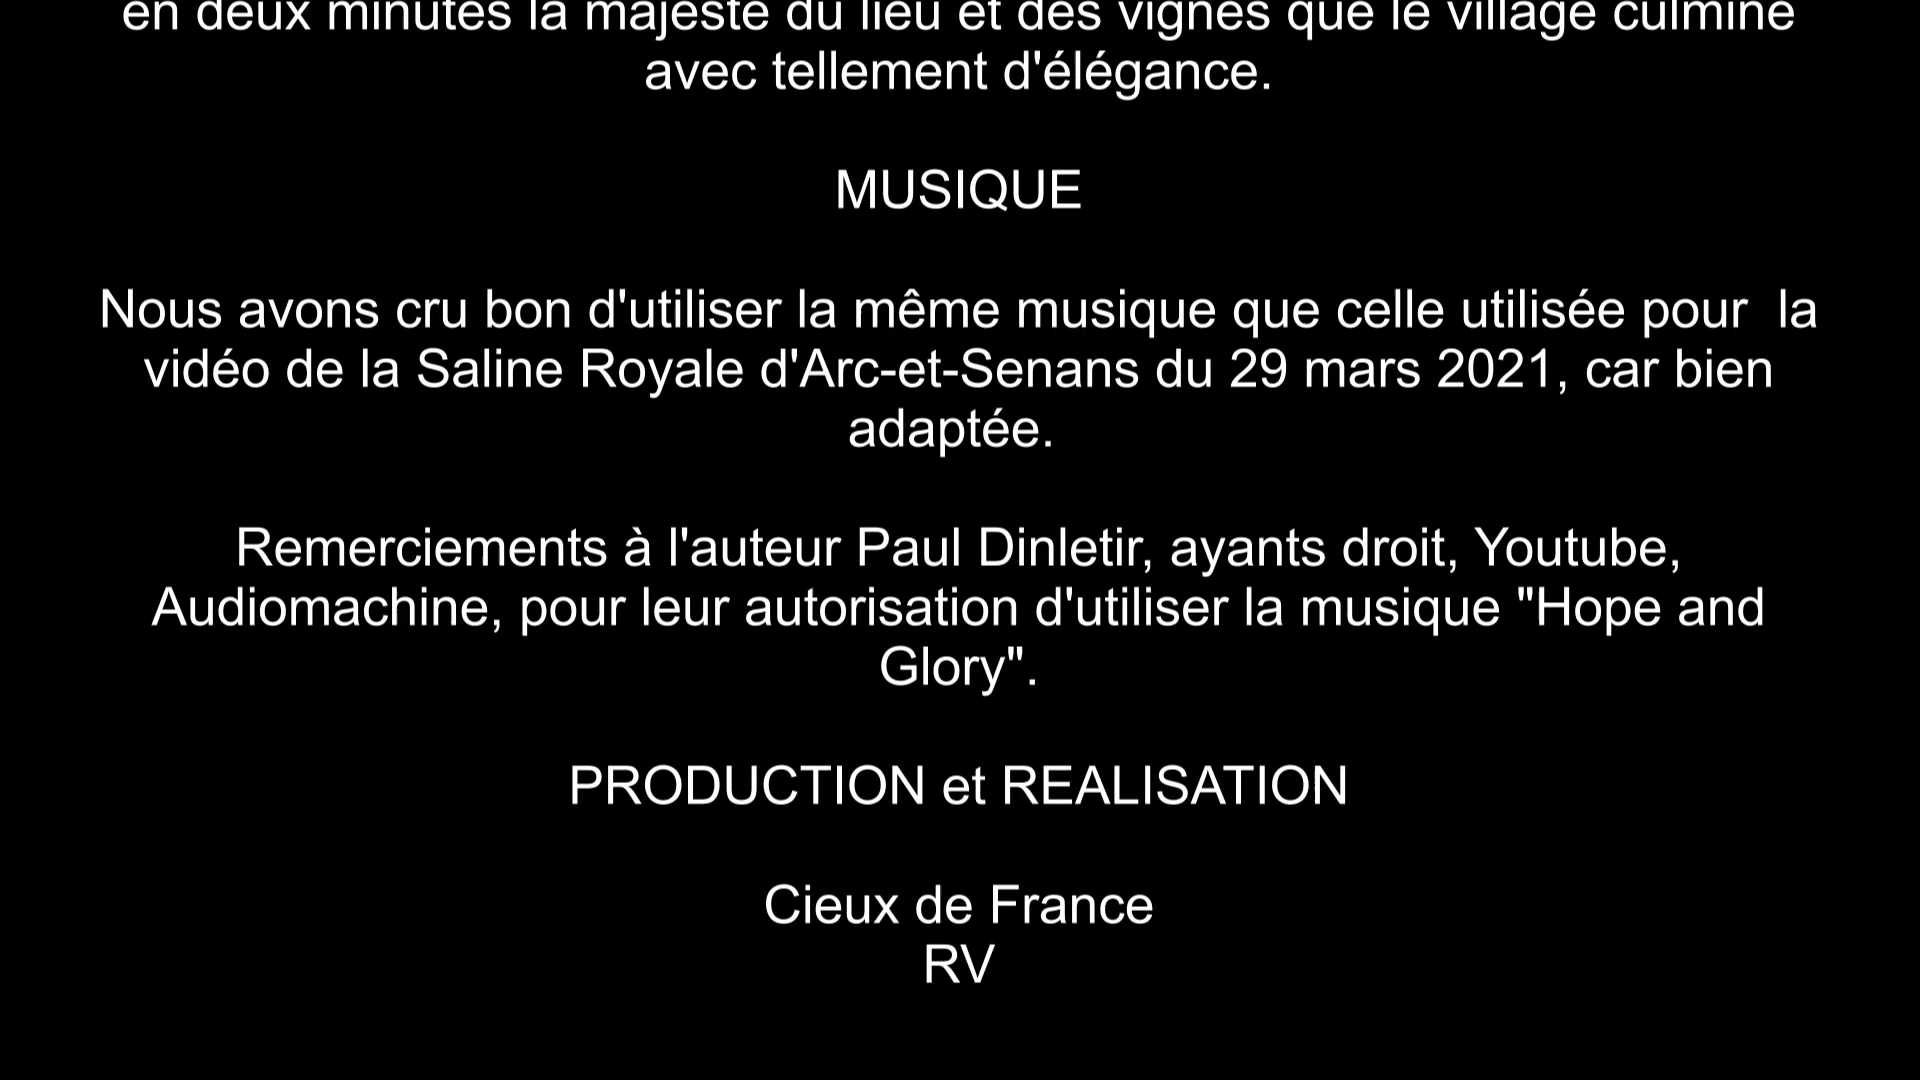 en deux minutes la majesté du lieu et des vignes que le village culmine
avec tellement d'élégance.
MUSIQUE
Nous avons cru bon d'utiliser la même musique que celle utilisée pour  la
vidéo de la Saline Royale d'Arc-et-Senans du 29 mars 2021, car bien
adaptée.
Remerciements à l'auteur Paul Dinletir, ayants droit, Youtube,
Audiomachine, pour leur autorisation d'utiliser la musique "Hope and
Glory".
PRODUCTION et REALISATION
Cieux de France
RV